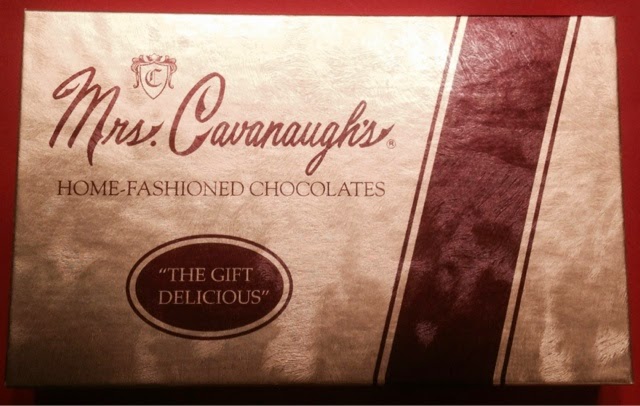 C
Mrs. Cavanaugh's®
HOME-FASHIONED CHOCOLATES
"THE GIFT
DELICIOUS"